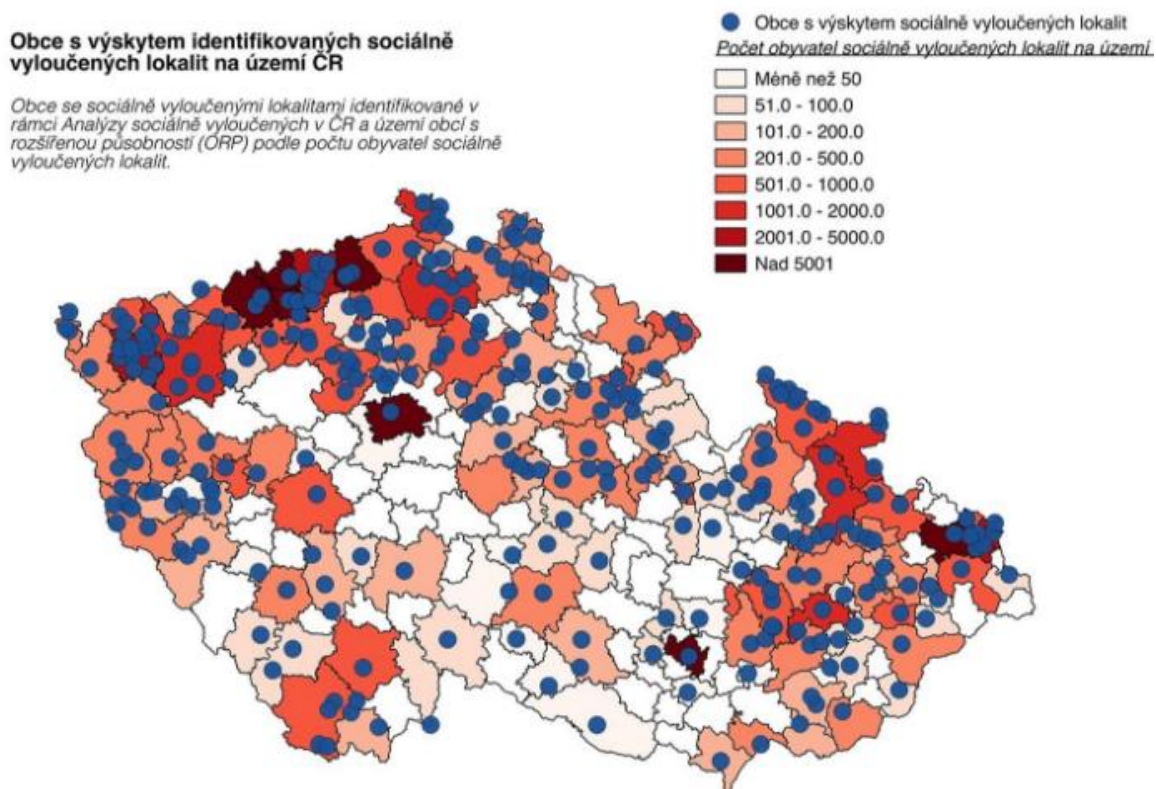 Obce s výskytem identifikovaných sociálně
vyloučených lokalit na území ČR
Obce se sociálně vyloučenými lokalitami identifikované v
rámci Analýzy sociálně vyloučených v ČR a území obcí s
rozšířenou působností (ORP) podle počtu obyvatel sociálně
vyloučených lokalit.
Obce s výskytem sociálně vyloučených lokalit
Počet obyvatel sociálně vyloučených lokalit na území
Méně než 50
51.0 - 100.0
101.0 - 200.0
201.0 - 500.0
501.0 - 1000.0
1001.0 - 2000.0
2001.0 - 5000.0
Nad 5001